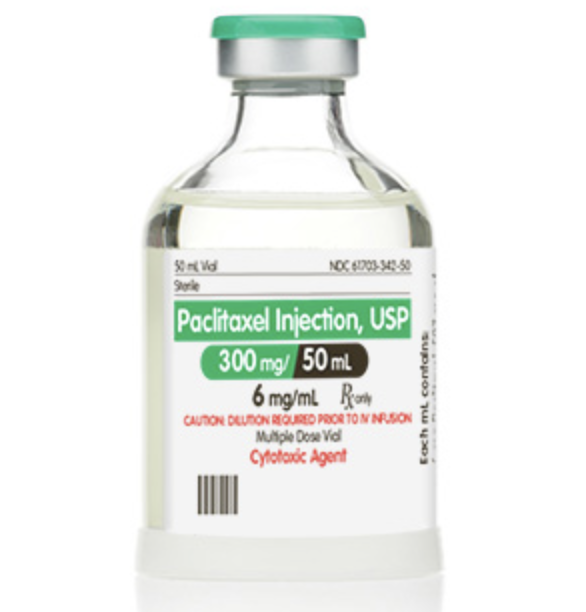 50 mL Vial NDC 61703-342-50
Sterile
Paclitaxel Injection, USP
300 mg/ 50 mL
6 mg/mL Rx only
CAUTION: DILUTION REQUIRED PRIOR TO IV INFUSION
Multiple Dose Vial
Cytotoxic Agent
Each mL contains: